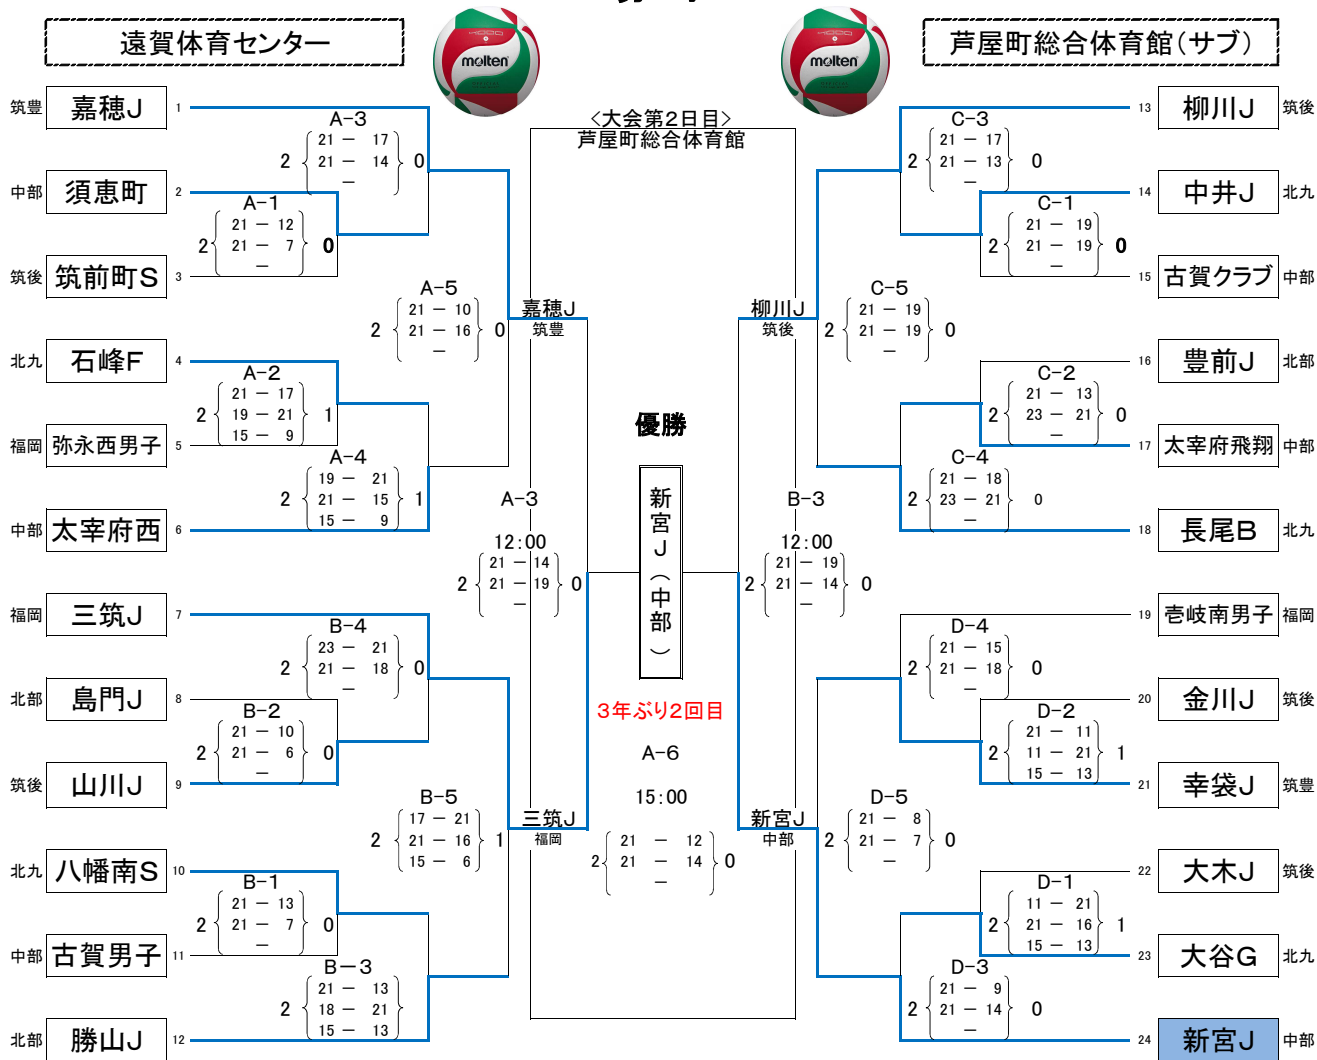 遠賀体育センター
芦屋町総合体育館（サブ）
molten
molten
<大会第２日目>
芦屋町総合体育館
筑豊 嘉穂Ｊ 1
中部 須恵町 2
筑後 筑前町Ｓ 3
北九 石峰Ｆ 4
福岡 弥永西男子 5
中部 太宰府西 6
福岡 三筑Ｊ 7
北部 島門Ｊ 8
筑後 山川Ｊ 9
北九 八幡南Ｓ 10
中部 古賀男子 11
北部 勝山Ｊ 12
A-3
21 － 17
2 21 － 14 0
－
A-1
21 － 12
2 21 － 7 0
－
A-5
21 － 10
2 21 － 16 0
－
A-2
21 － 17
2 19 － 21 1
15 － 9
A-4
19 － 21
2 21 － 15 1
15 － 9
B-4
23 － 21
2 21 － 18 0
－
B-2
21 － 10
2 21 － 6 0
－
B-5
17 － 21
2 21 － 16 1
15 － 6
B-1
21 － 13
2 21 － 7 0
－
B－3
21 － 13
2 18 － 21
15 － 13
嘉穂Ｊ
筑豊
三筑Ｊ
福岡
A-3
12:00
21 － 14
2 21 － 19 0
－
優勝
新宮Ｊ（中部）
3年ぶり2回目
A-6
15:00
21 － 12
2 21 － 14 0
－
柳川Ｊ
筑後
新宮Ｊ
中部
B-3
12:00
21 － 19
2 21 － 14 0
－
C-3
21 － 17
2 21 － 13 0
－
C-1
21 － 19
2 21 － 19 0
－
C-5
21 － 19
2 21 － 19 0
－
C-2
21 － 13
2 23 － 21 0
－
C-4
21 － 18
2 23 － 21 0
－
D-4
21 － 15
2 21 － 18 0
－
D-2
21 － 11
2 11 － 21 1
15 － 13
D-5
21 － 8
2 21 － 7 0
－
D-1
11 － 21
2 21 － 16 1
15 － 13
D-3
21 － 9
2 21 － 14 0
－
13 柳川Ｊ 筑後
14 中井Ｊ 北九
15 古賀クラブ 中部
16 豊前Ｊ 北部
17 太宰府飛翔 中部
18 長尾Ｂ 北九
19 壱岐南男子 福岡
20 金川Ｊ 筑後
21 幸袋Ｊ 筑豊
22 大木Ｊ 筑後
23 大谷Ｇ 北九
24 新宮Ｊ 中部